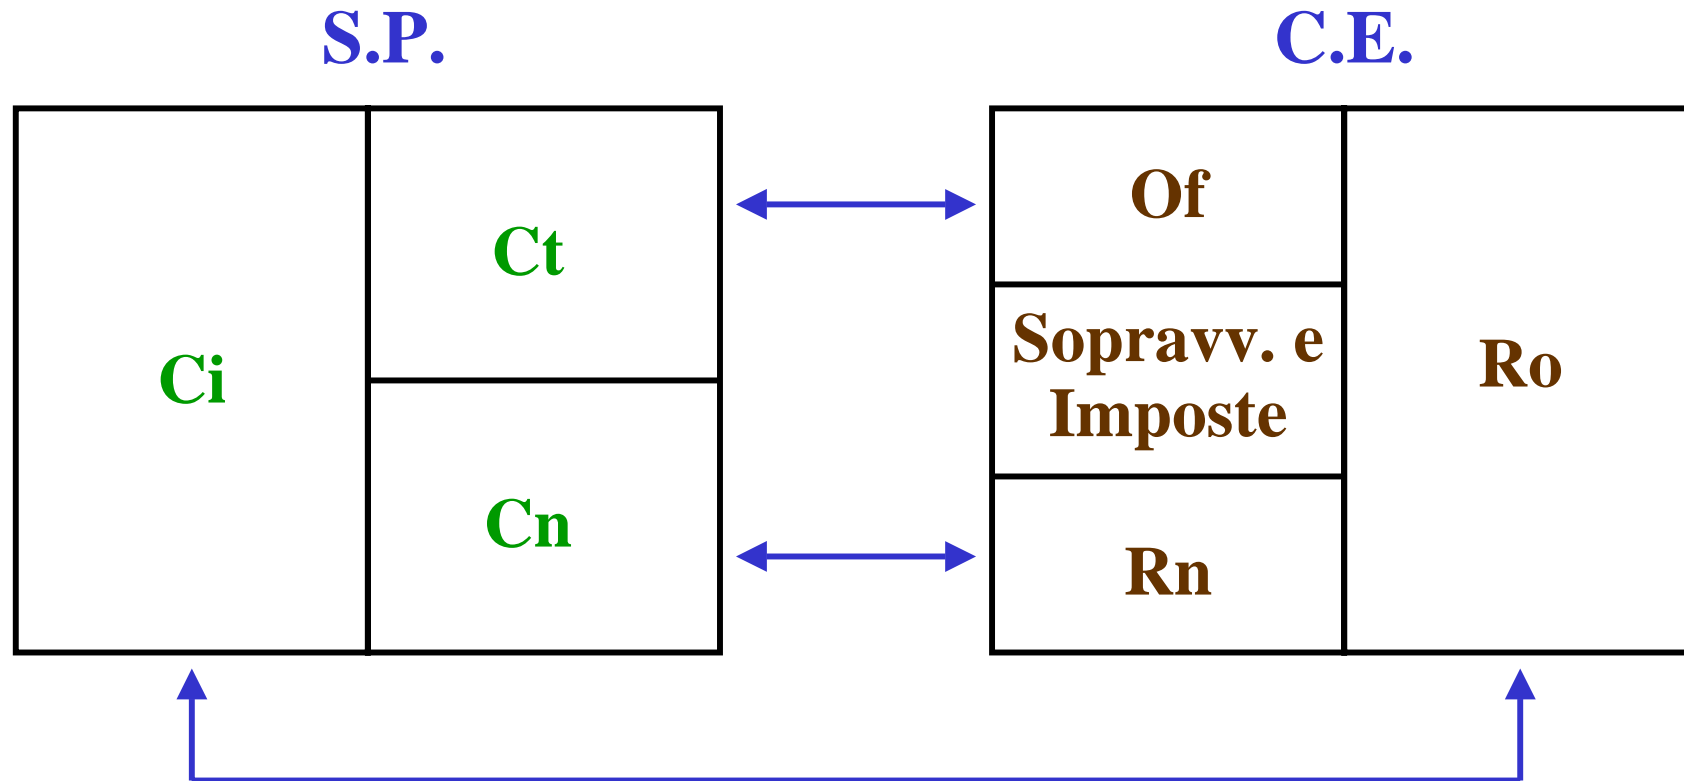 S.P.
C.E.
Ci
Ct
Cn
Of
Sopravv. e
Imposte
Rn
Ro